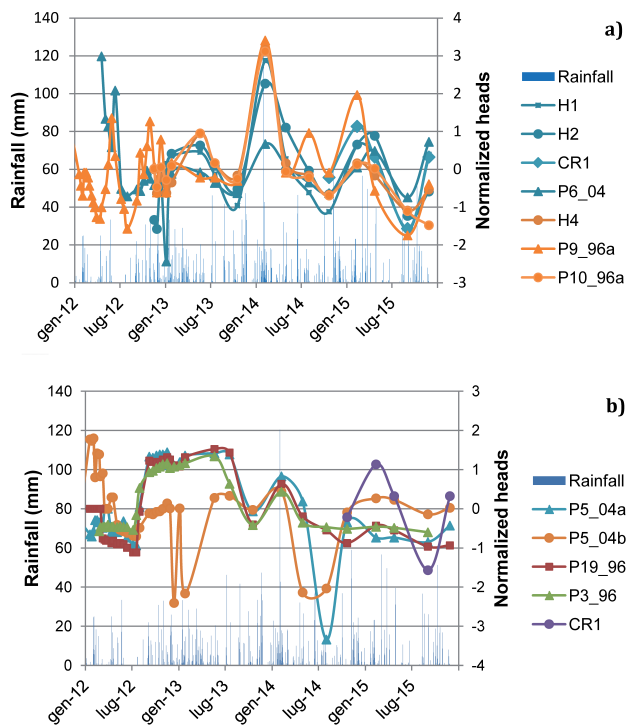 a)
140
120
100
80
60
40
20
0
Rainfall (mm)
4
3
2
1
0
-1
-2
-3
Normalized heads
gen-12
lug-12
gen-13
lug-13
gen-14
lug-14
gen-15
lug-15
Rainfall
H1
H2
CR1
P6_04
H4
P9_96a
P10_96a
b)
140
120
100
80
60
40
20
0
Rainfall (mm)
3
2
1
0
-1
-2
-3
-4
Normalized heads
gen-12
lug-12
gen-13
lug-13
gen-14
lug-14
gen-15
lug-15
Rainfall
P5_04a
P5_04b
P19_96
P3_96
CR1